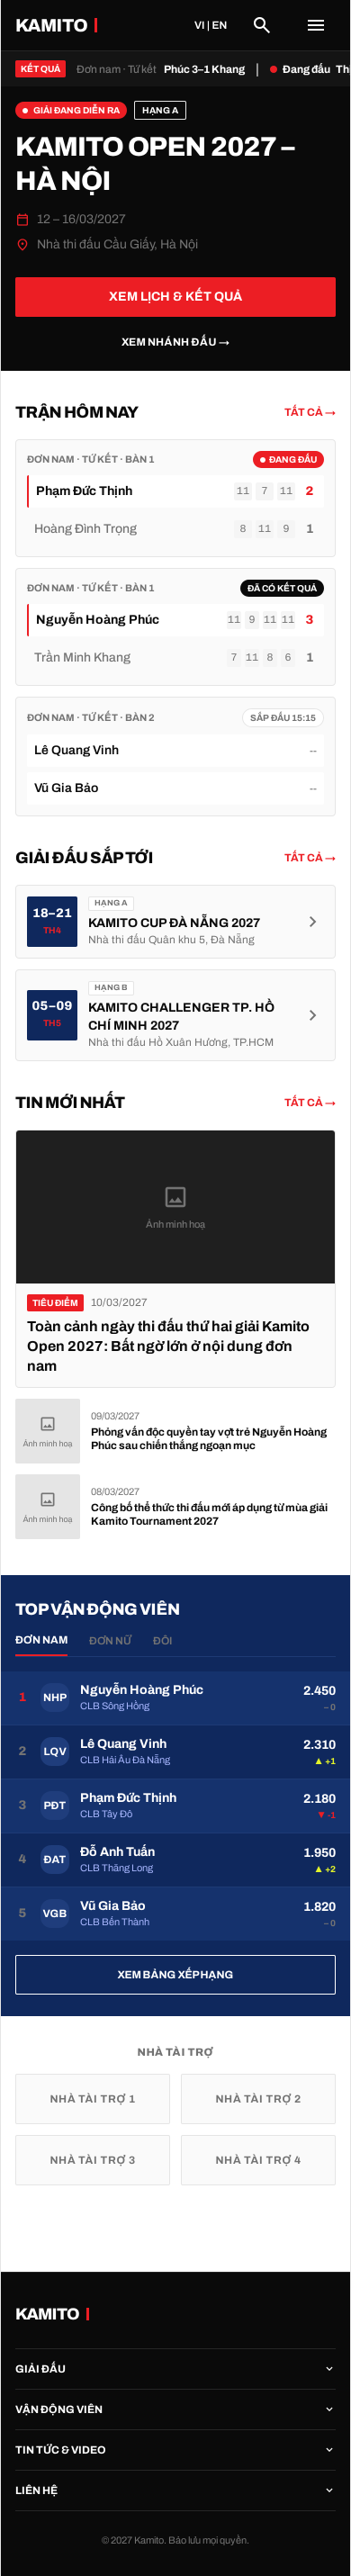 KAMITO
VI | EN
KẾT QUẢ Đơn nam · Tứ kết Phúc 3–1 Khang | Đang đấu Thị
GIẢI ĐANG DIỄN RA HẠNG A
KAMITO OPEN 2027 –
HÀ NỘI
12 – 16/03/2027
Nhà thi đấu Cầu Giấy, Hà Nội
XEM LỊCH & KẾT QUẢ
XEM NHÁNH ĐẤU →
TRẬN HÔM NAY TẤT CẢ →
ĐƠN NAM · TỨ KẾT · BÀN 1 ĐANG ĐẤU
Phạm Đức Thịnh 11 7 11 2
Hoàng Đình Trọng 8 11 9 1
ĐƠN NAM · TỨ KẾT · BÀN 1 ĐÃ CÓ KẾT QUẢ
Nguyễn Hoàng Phúc 11 9 11 11 3
Trần Minh Khang 7 11 8 6 1
ĐƠN NAM · TỨ KẾT · BÀN 2 SẮP ĐẤU 15:15
Lê Quang Vinh --
Vũ Gia Bảo --
GIẢI ĐẤU SẮP TỚI TẤT CẢ →
18–21
TH4
HẠNG A
KAMITO CUP ĐÀ NẴNG 2027
Nhà thi đấu Quân khu 5, Đà Nẵng
05–09
TH5
HẠNG B
KAMITO CHALLENGER TP. HỒ
CHÍ MINH 2027
Nhà thi đấu Hồ Xuân Hương, TP.HCM
TIN MỚI NHẤT TẤT CẢ →
Ảnh minh hoạ
TIÊU ĐIỂM 10/03/2027
Toàn cảnh ngày thi đấu thứ hai giải Kamito
Open 2027: Bất ngờ lớn ở nội dung đơn
nam
Ảnh minh hoạ
09/03/2027
Phỏng vấn độc quyền tay vợt trẻ Nguyễn Hoàng
Phúc sau chiến thắng ngoạn mục
Ảnh minh hoạ
08/03/2027
Công bố thể thức thi đấu mới áp dụng từ mùa giải
Kamito Tournament 2027
TOP VẬN ĐỘNG VIÊN
ĐƠN NAM ĐƠN NỮ ĐÔI
1 NHP Nguyễn Hoàng Phúc 2.450
CLB Sông Hồng – 0
2 LQV Lê Quang Vinh 2.310
CLB Hải Âu Đà Nẵng ▲ +1
3 PĐT Phạm Đức Thịnh 2.180
CLB Tây Đô ▼ -1
4 ĐAT Đỗ Anh Tuấn 1.950
CLB Thăng Long ▲ +2
5 VGB Vũ Gia Bảo 1.820
CLB Bến Thành – 0
XEM BẢNG XẾP HẠNG
NHÀ TÀI TRỢ
NHÀ TÀI TRỢ 1 NHÀ TÀI TRỢ 2
NHÀ TÀI TRỢ 3 NHÀ TÀI TRỢ 4
KAMITO
GIẢI ĐẤU
VẬN ĐỘNG VIÊN
TIN TỨC & VIDEO
LIÊN HỆ
© 2027 Kamito. Bảo lưu mọi quyền.